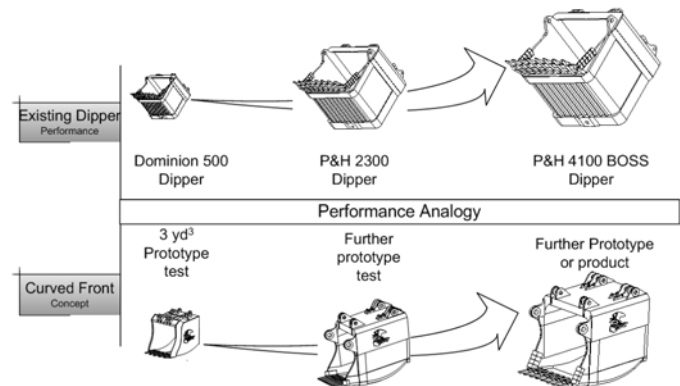 Existing Dipper
Performance
Dominion 500
Dipper
P&H 2300
Dipper
P&H 4100 BOSS
Dipper
Performance Analogy
3 yd³
Prototype
test
Further
prototype
test
Further Prototype
or product
Curved Front
Concept